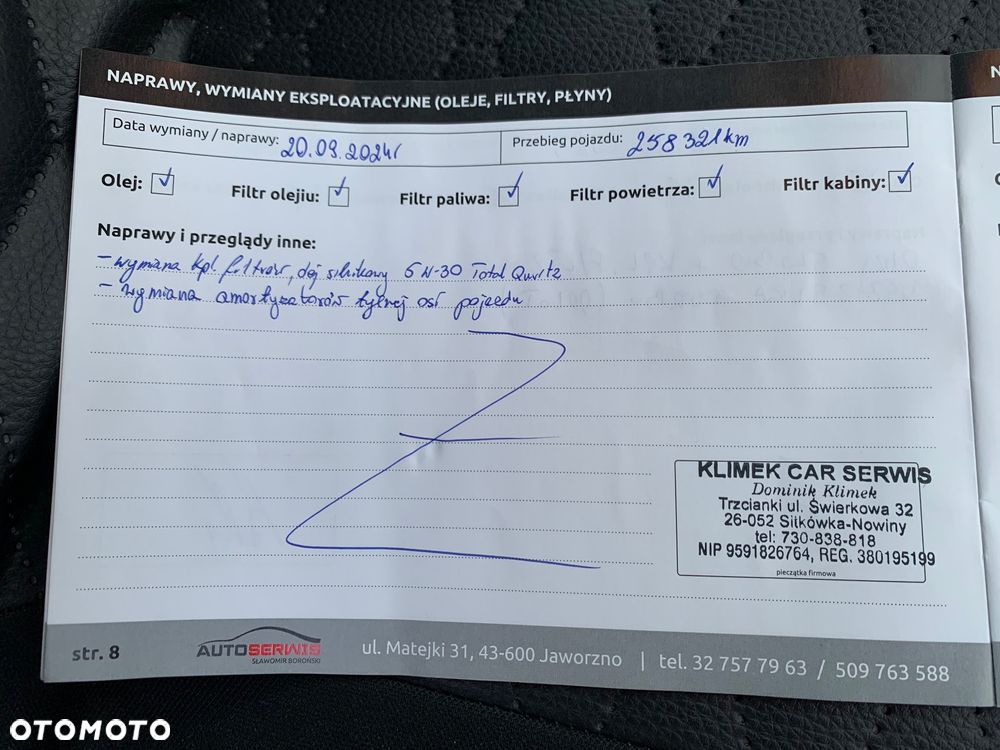 NAPRAWY, WYMIANY EKSPLOATACYJNE (OLEJE, FILTRY, PŁYNY)
N
Data wymiany / naprawy: 20.09.2024r Przebieg pojazdu: 258 321km
Olej: ✓ Filtr olejiu: ✓ Filtr paliwa: ✓ Filtr powietrza: ✓ Filtr kabiny: ✓
Naprawy i przeglądy inne:
- wymiana kpl. filtrów, olej silnikowy 5W-30 Total Quartz
- wymiana amortyzatorów tylnej osi pojazdu
KLIMEK CAR SERWIS
Dominik Klimek
Trzcianki ul. Świerkowa 32
26-052 Sitkówka-Nowiny
tel: 730-838-818
NIP 9591826764, REG. 380195199
pieczątka firmowa
str. 8 AUTOSERWIS ul. Matejki 31, 43-600 Jaworzno | tel. 32 757 79 63 / 509 763 588
SŁAWOMIR BOROŃSKI
OTOMOTO